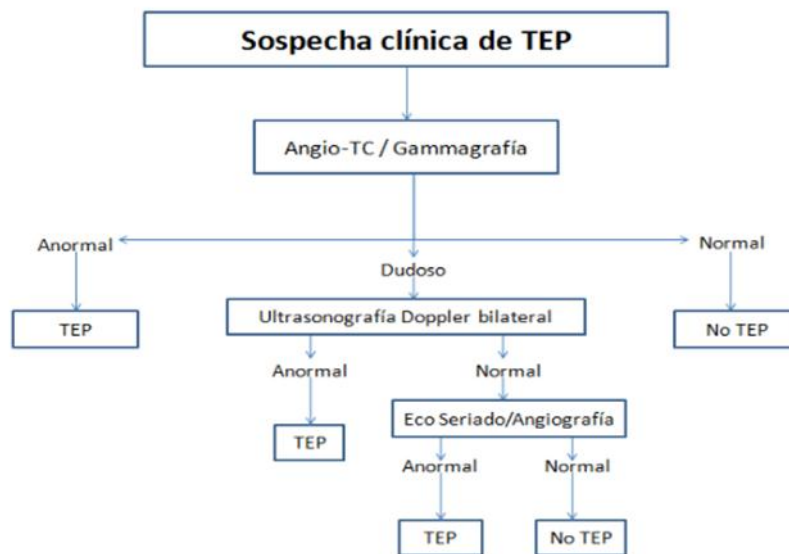 Sospecha clínica de TEP
Angio-TC / Gammagrafía
Anormal
Normal
Dudoso
TEP
Ultrasonografía Doppler bilateral
No TEP
Anormal
Normal
Eco Seriado/Angiografía
TEP
Anormal
Normal
TEP
No TEP